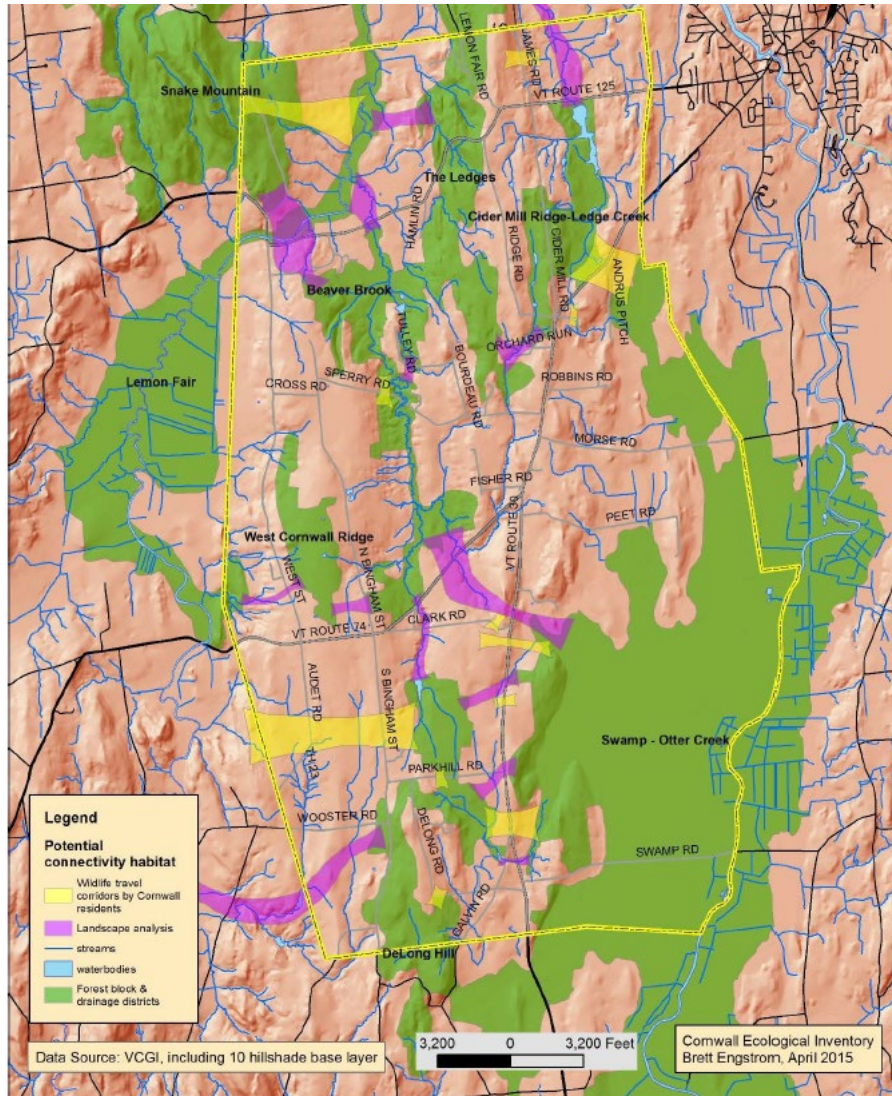 LEMON FAIR RD
JAMES RD
VT ROUTE 125
Snake Mountain
The Ledges
HAMLIN RD
Cider Mill Ridge-Ledge Creek
RIDGE RD
CIDER MILL RD
ANDRUS PITCH
Beaver Brook
TULLEY RD
ORCHARD RUN
BOURDEAU RD
Lemon Fair
CROSS RD
SPERRY RD
ROBBINS RD
MORSE RD
FISHER RD
PEET RD
VT ROUTE 30
West Cornwall Ridge
WEST ST
N BINGHAM ST
CLARK RD
VT ROUTE 74
AUDET RD
S BINGHAM ST
TH 23
Swamp - Otter Creek
PARKHILL RD
WOOSTER RD
DELONG RD
SWAMP RD
CALVIN RD
DeLong Hill
Legend
Potential
connectivity habitat
Wildlife travel
corridors by Cornwall
residents
Landscape analysis
streams
waterbodies
Forest block &
drainage districts
3,200 0 3,200 Feet
Data Source: VCGI, including 10 hillshade base layer
Cornwall Ecological Inventory
Brett Engstrom, April 2015